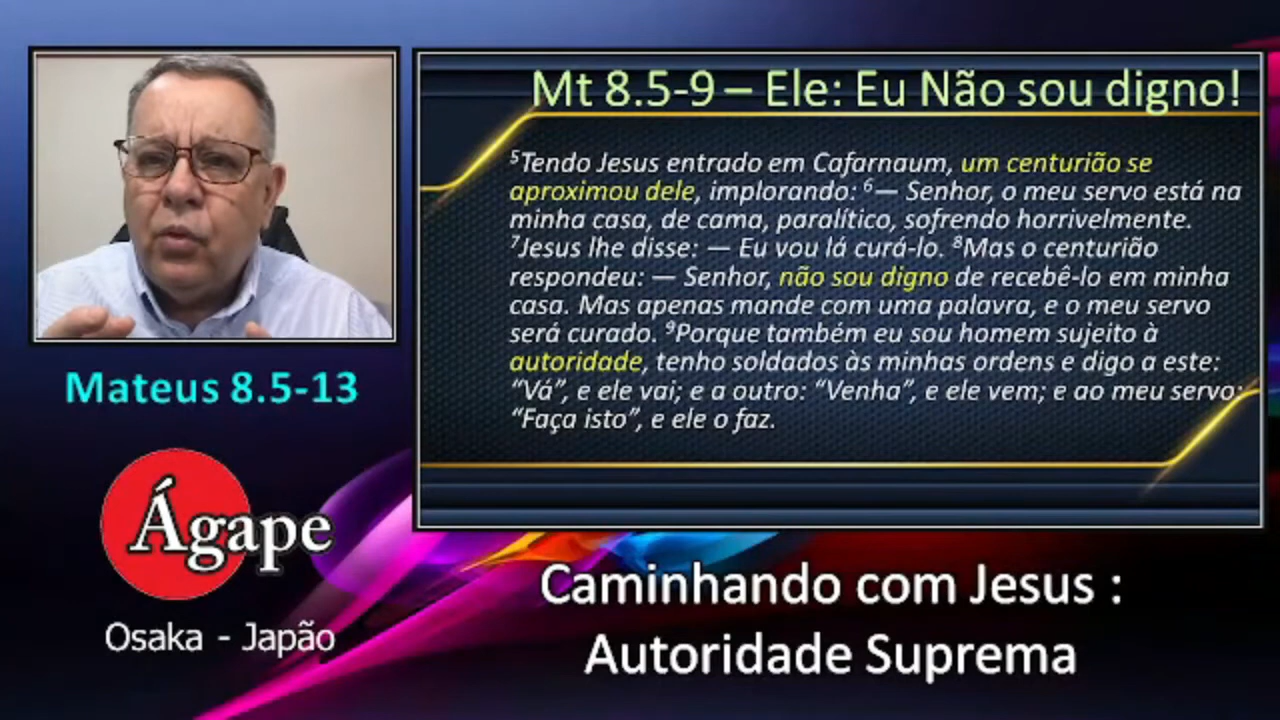 Mt 8.5-9 – Ele: Eu Não sou digno!
⁵Tendo Jesus entrado em Cafarnaum, um centurião se
aproximou dele, implorando: ⁶— Senhor, o meu servo está na
minha casa, de cama, paralítico, sofrendo horrivelmente.
⁷Jesus lhe disse: — Eu vou lá curá-lo. ⁸Mas o centurião
respondeu: — Senhor, não sou digno de recebê-lo em minha
casa. Mas apenas mande com uma palavra, e o meu servo
será curado. ⁹Porque também eu sou homem sujeito à
autoridade, tenho soldados às minhas ordens e digo a este:
“Vá”, e ele vai; e a outro: “Venha”, e ele vem; e ao meu servo:
“Faça isto”, e ele o faz.
Mateus 8.5-13
Ágape
Osaka - Japão
Caminhando com Jesus :
Autoridade Suprema